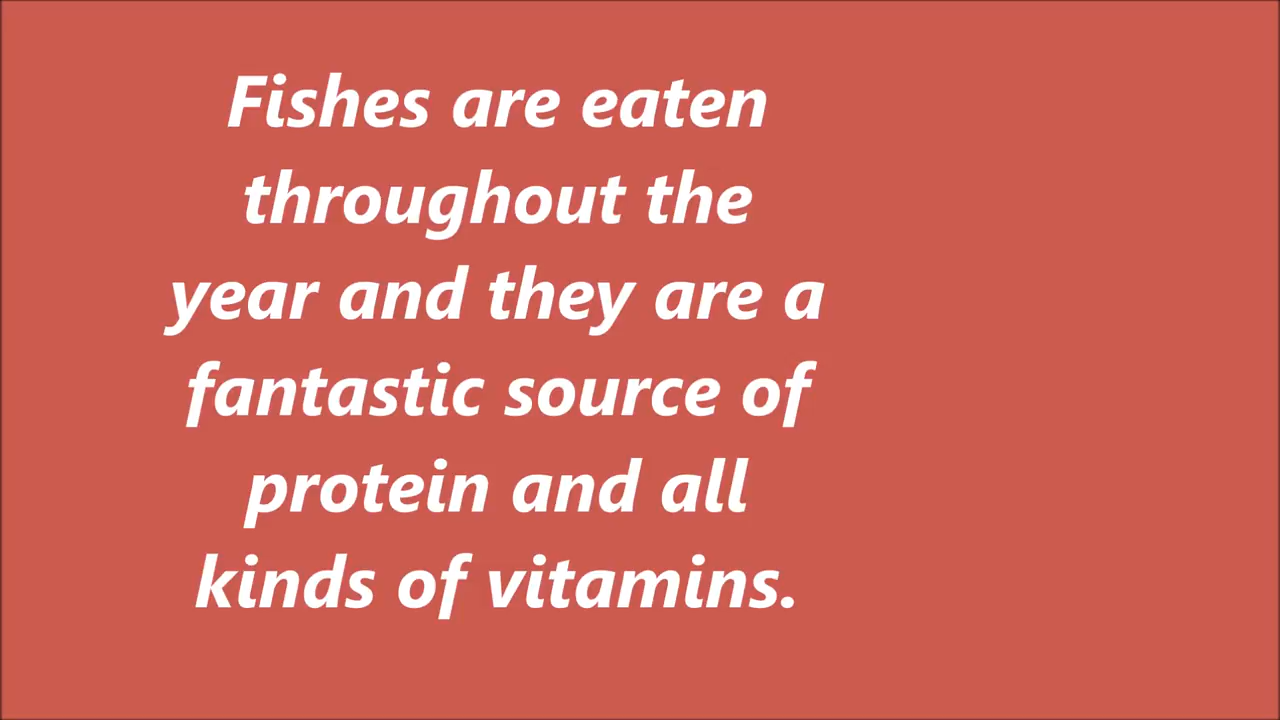 Fishes are eaten
throughout the
year and they are a
fantastic source of
protein and all
kinds of vitamins.